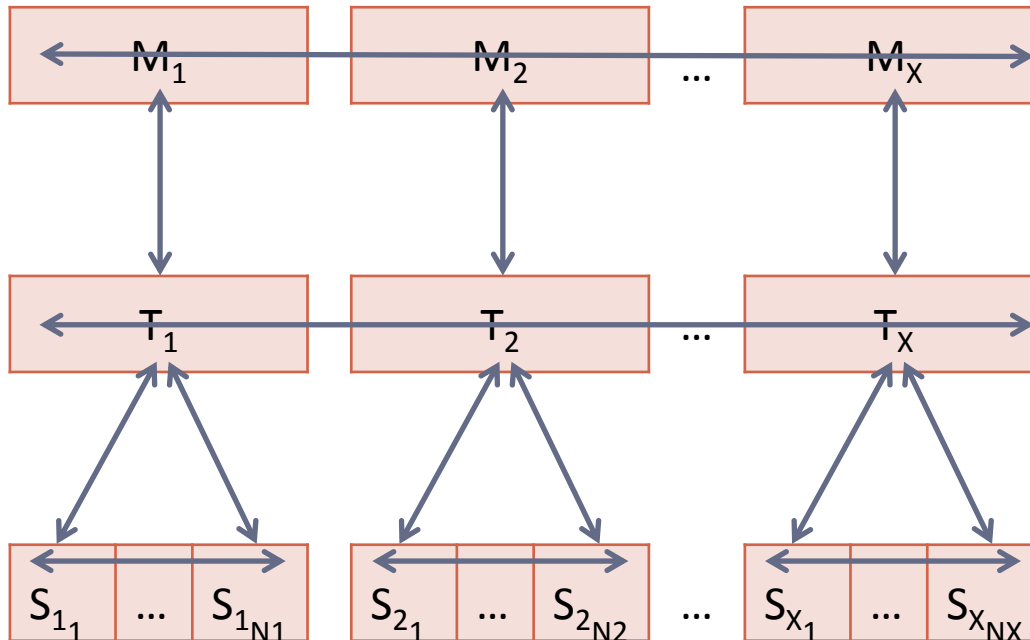 M₁ M₂ ... Mₓ
T₁ T₂ ... Tₓ
S₁₁ ... S₁N1 S₂₁ ... S₂N2 ... SX₁ ... SXNX